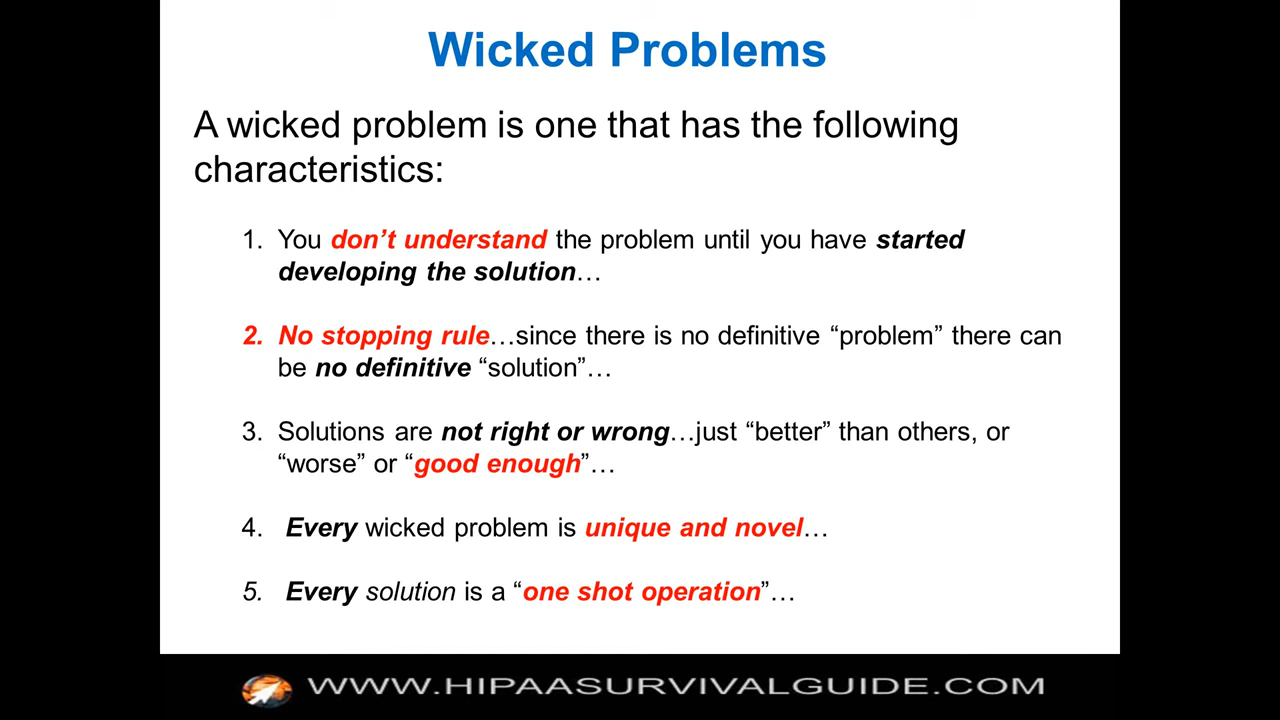 Wicked Problems
A wicked problem is one that has the following
characteristics:
1. You don’t understand the problem until you have started
developing the solution…
2. No stopping rule…since there is no definitive “problem” there can
be no definitive “solution”…
3. Solutions are not right or wrong…just “better” than others, or
“worse” or “good enough”…
4. Every wicked problem is unique and novel…
5. Every solution is a “one shot operation”…
WWW.HIPAASURVIVALGUIDE.COM